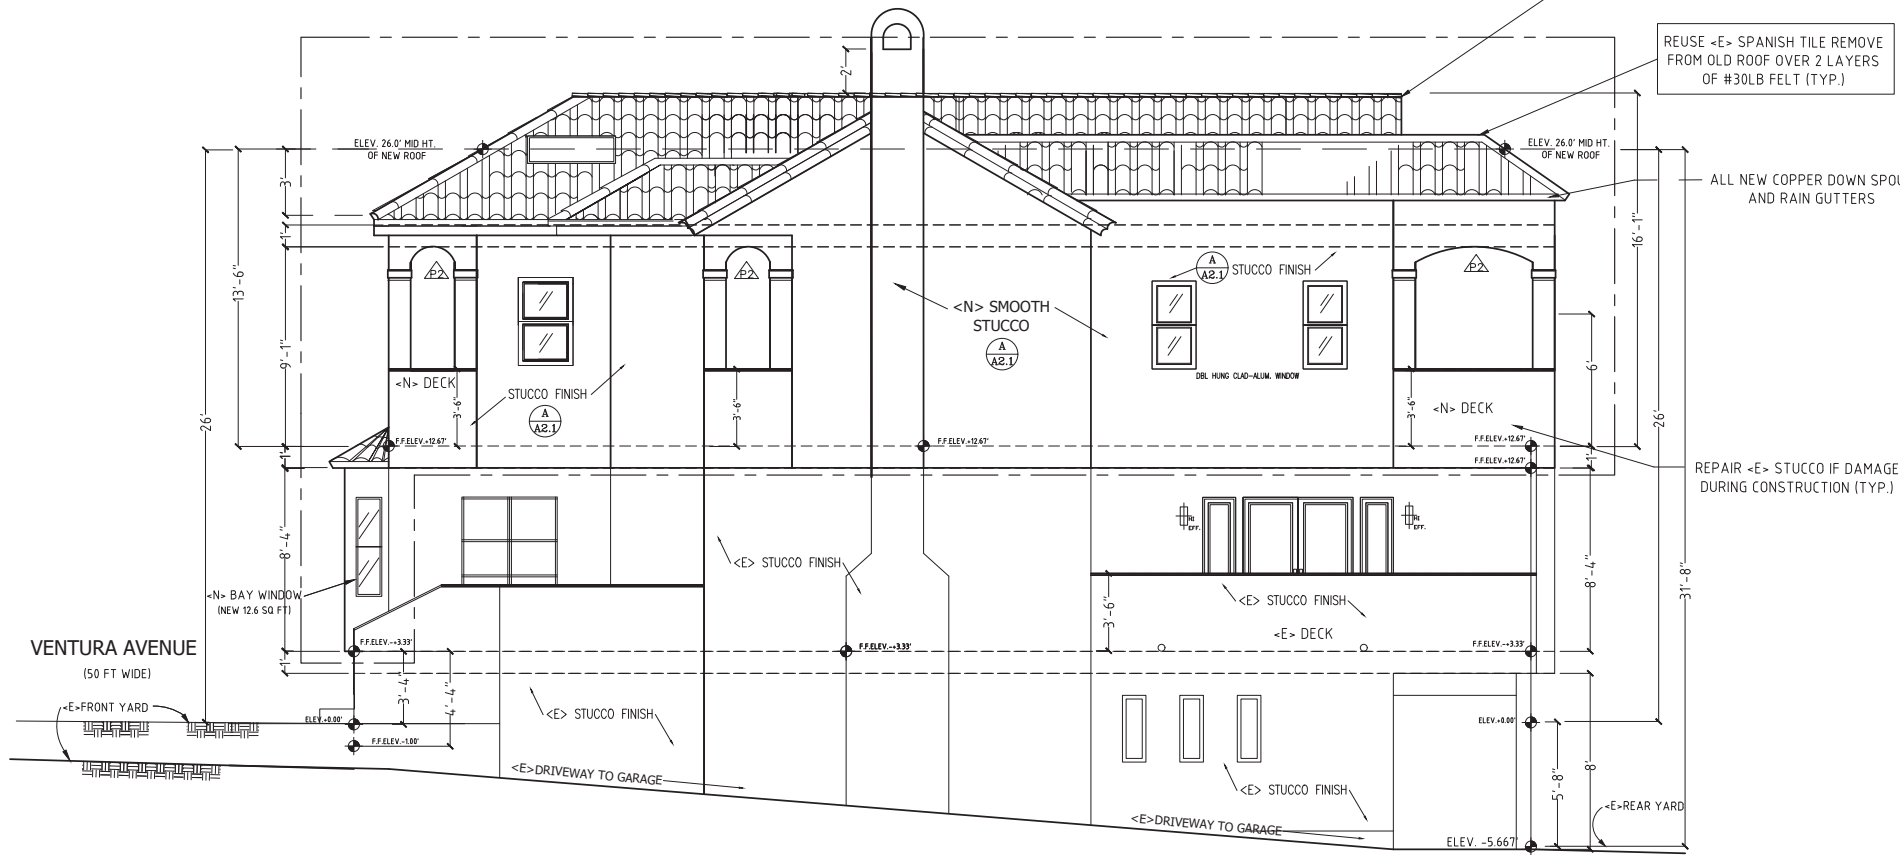 REUSE <E> SPANISH TILE REMOVE
FROM OLD ROOF OVER 2 LAYERS
OF #30LB FELT (TYP.)
2'
ELEV. 26.0' MID HT.
OF NEW ROOF
ELEV. 26.0' MID HT.
OF NEW ROOF
ALL NEW COPPER DOWN SPOU
AND RAIN GUTTERS
3'
1'
16'-1"
13'-6"
9'-1"
26'
P2
P2
P2
A
A2.1
STUCCO FINISH
<N> SMOOTH
STUCCO
A
A2.1
DBL HUNG CLAD-ALUM. WINDOW
<N> DECK
STUCCO FINISH
A
A2.1
3'-6"
3'-6"
3'-6"
6'
26'
<N> DECK
F.F.ELEV.+12.67'
F.F.ELEV.+12.67'
F.F.ELEV.+12.67'
F.F.ELEV.+12.67'
1'
1'
REPAIR <E> STUCCO IF DAMAGE
DURING CONSTRUCTION (TYP.)
HI
EFF.
HI
EFF.
8'-4"
8'-4"
31'-8"
<E> STUCCO FINISH
<N> BAY WINDOW
(NEW 12.6 SQ FT)
3'-6"
<E> STUCCO FINISH
<E> DECK
VENTURA AVENUE
(50 FT WIDE)
F.F.ELEV.-+3.33'
F.F.ELEV.-+3.33'
F.F.ELEV.-+3.33'
1'
3'-4"
4'-4"
<E>FRONT YARD
ELEV.+0.00'
F.F.ELEV.-1.00'
<E> STUCCO FINISH
ELEV.+0.00'
<E>DRIVEWAY TO GARAGE
<E> STUCCO FINISH
5'-8"
8'
<E>REAR YARD
<E>DRIVEWAY TO GARAGE
ELEV. -5.667'